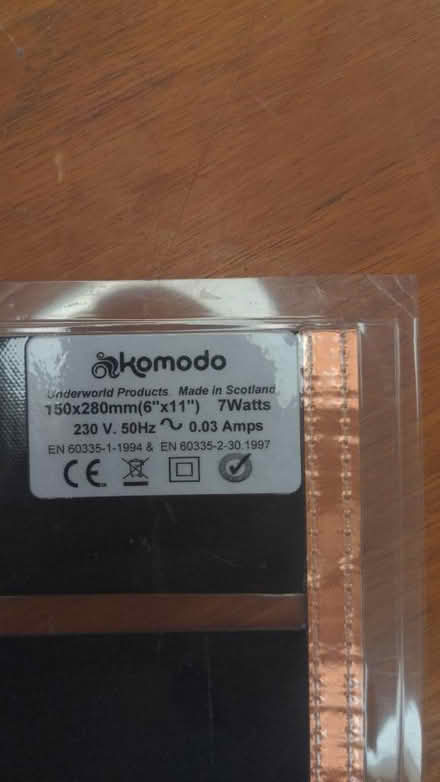 komodo
Underworld Products Made in Scotland
150x280mm(6"x11") 7Watts
230 V. 50Hz ∿ 0.03 Amps
EN 60335-1-1994 & EN 60335-2-30.1997
CE